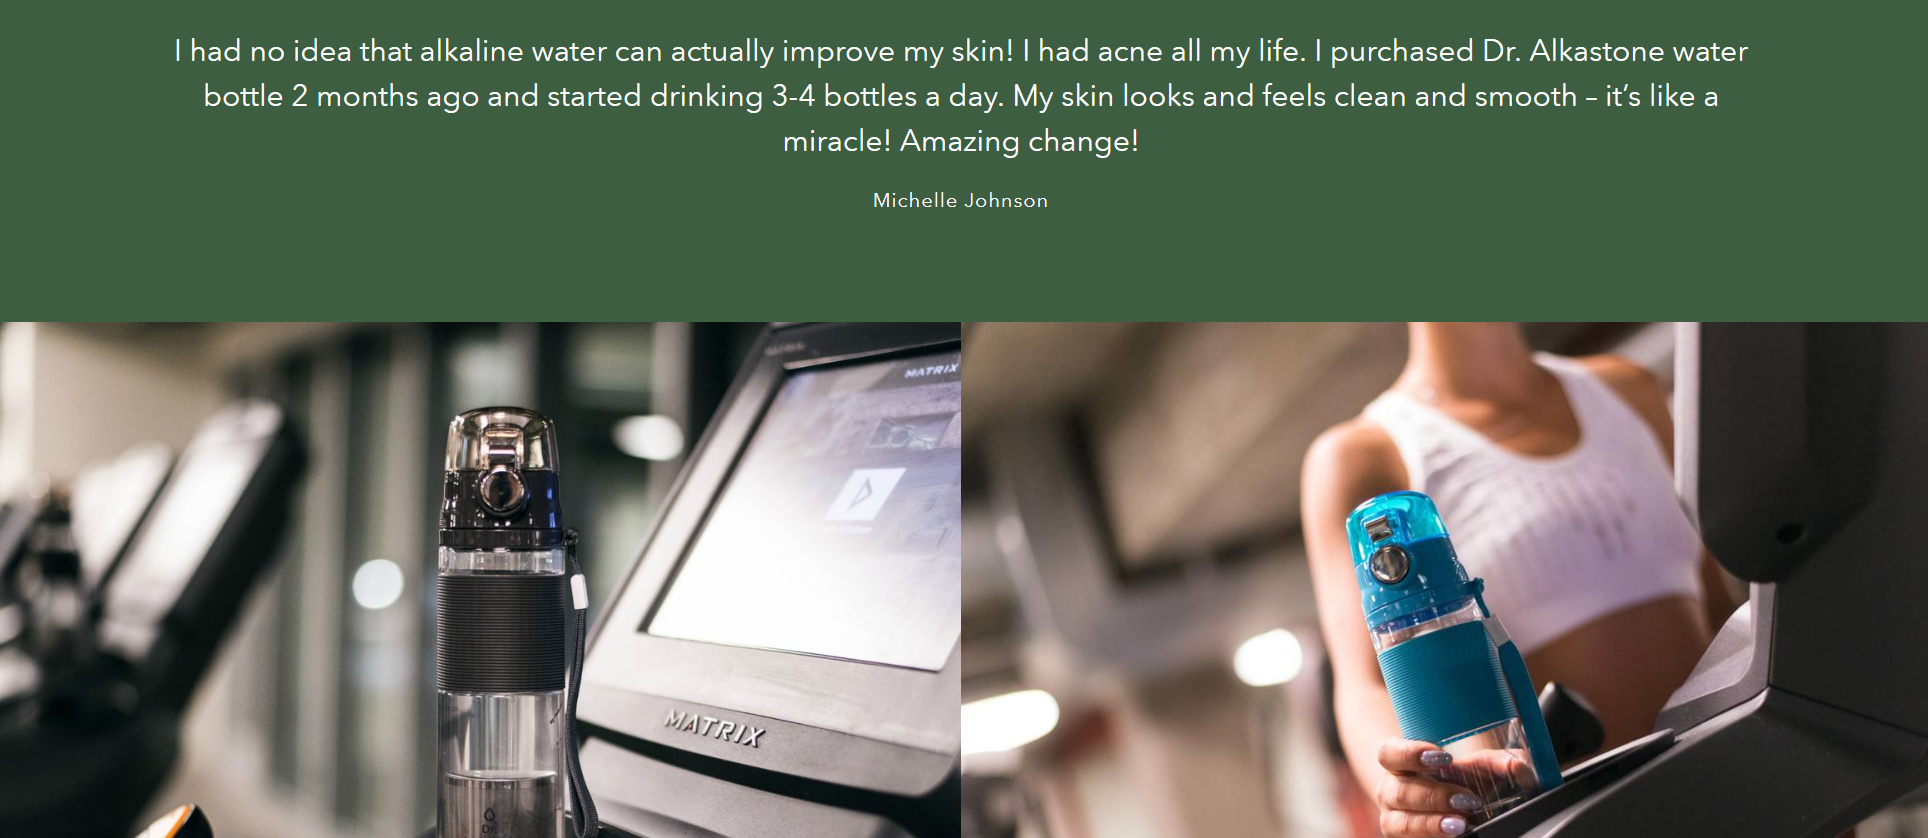 I had no idea that alkaline water can actually improve my skin! I had acne all my life. I purchased Dr. Alkastone water
bottle 2 months ago and started drinking 3-4 bottles a day. My skin looks and feels clean and smooth – it’s like a
miracle! Amazing change!
Michelle Johnson
MATRIX
MATRIX